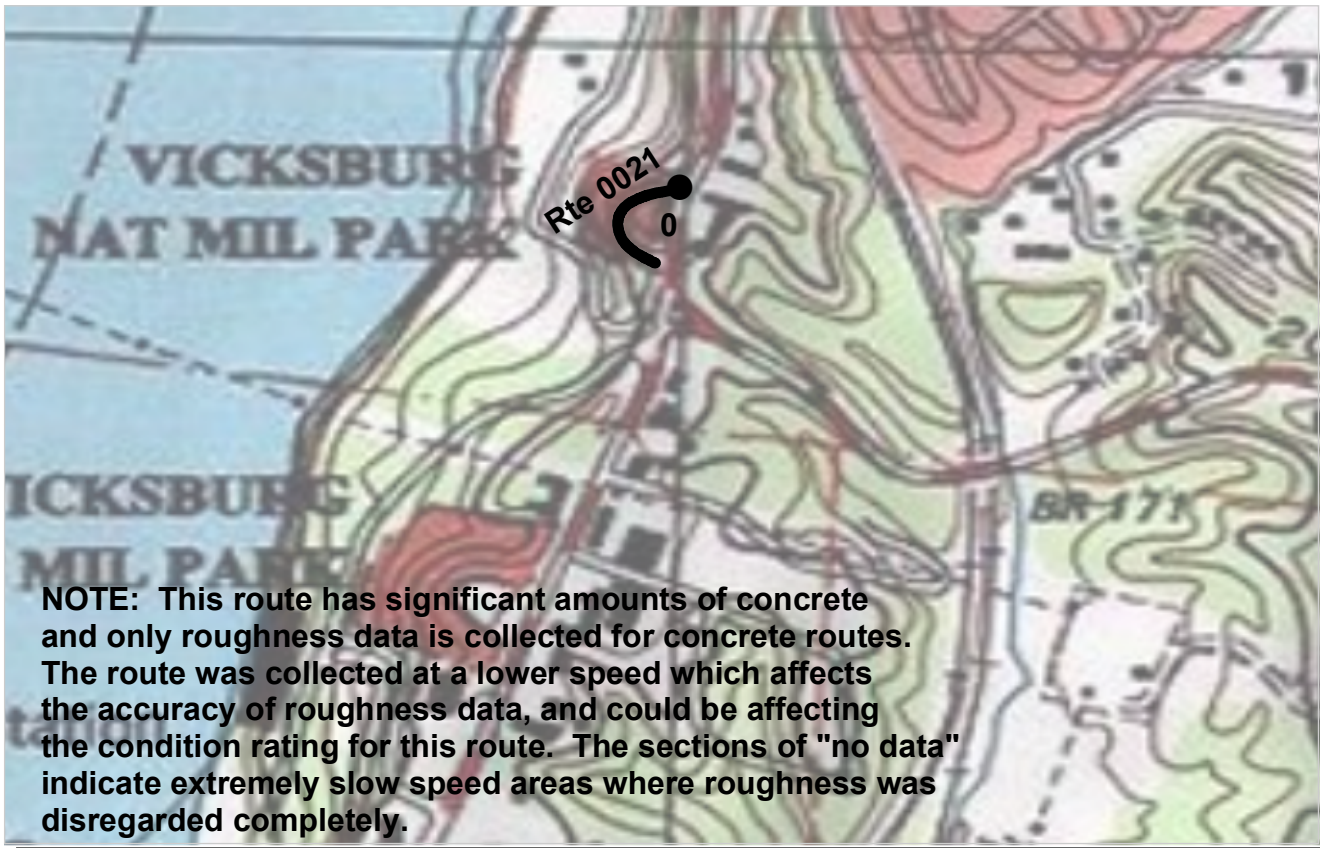 VICKSBURG
NAT MIL PARK
Rte 0021
0
ICKSBURG
MIL PARK
BR 171
NOTE:  This route has significant amounts of concrete
and only roughness data is collected for concrete routes.
The route was collected at a lower speed which affects
the accuracy of roughness data, and could be affecting
the condition rating for this route.  The sections of "no data"
indicate extremely slow speed areas where roughness was
disregarded completely.